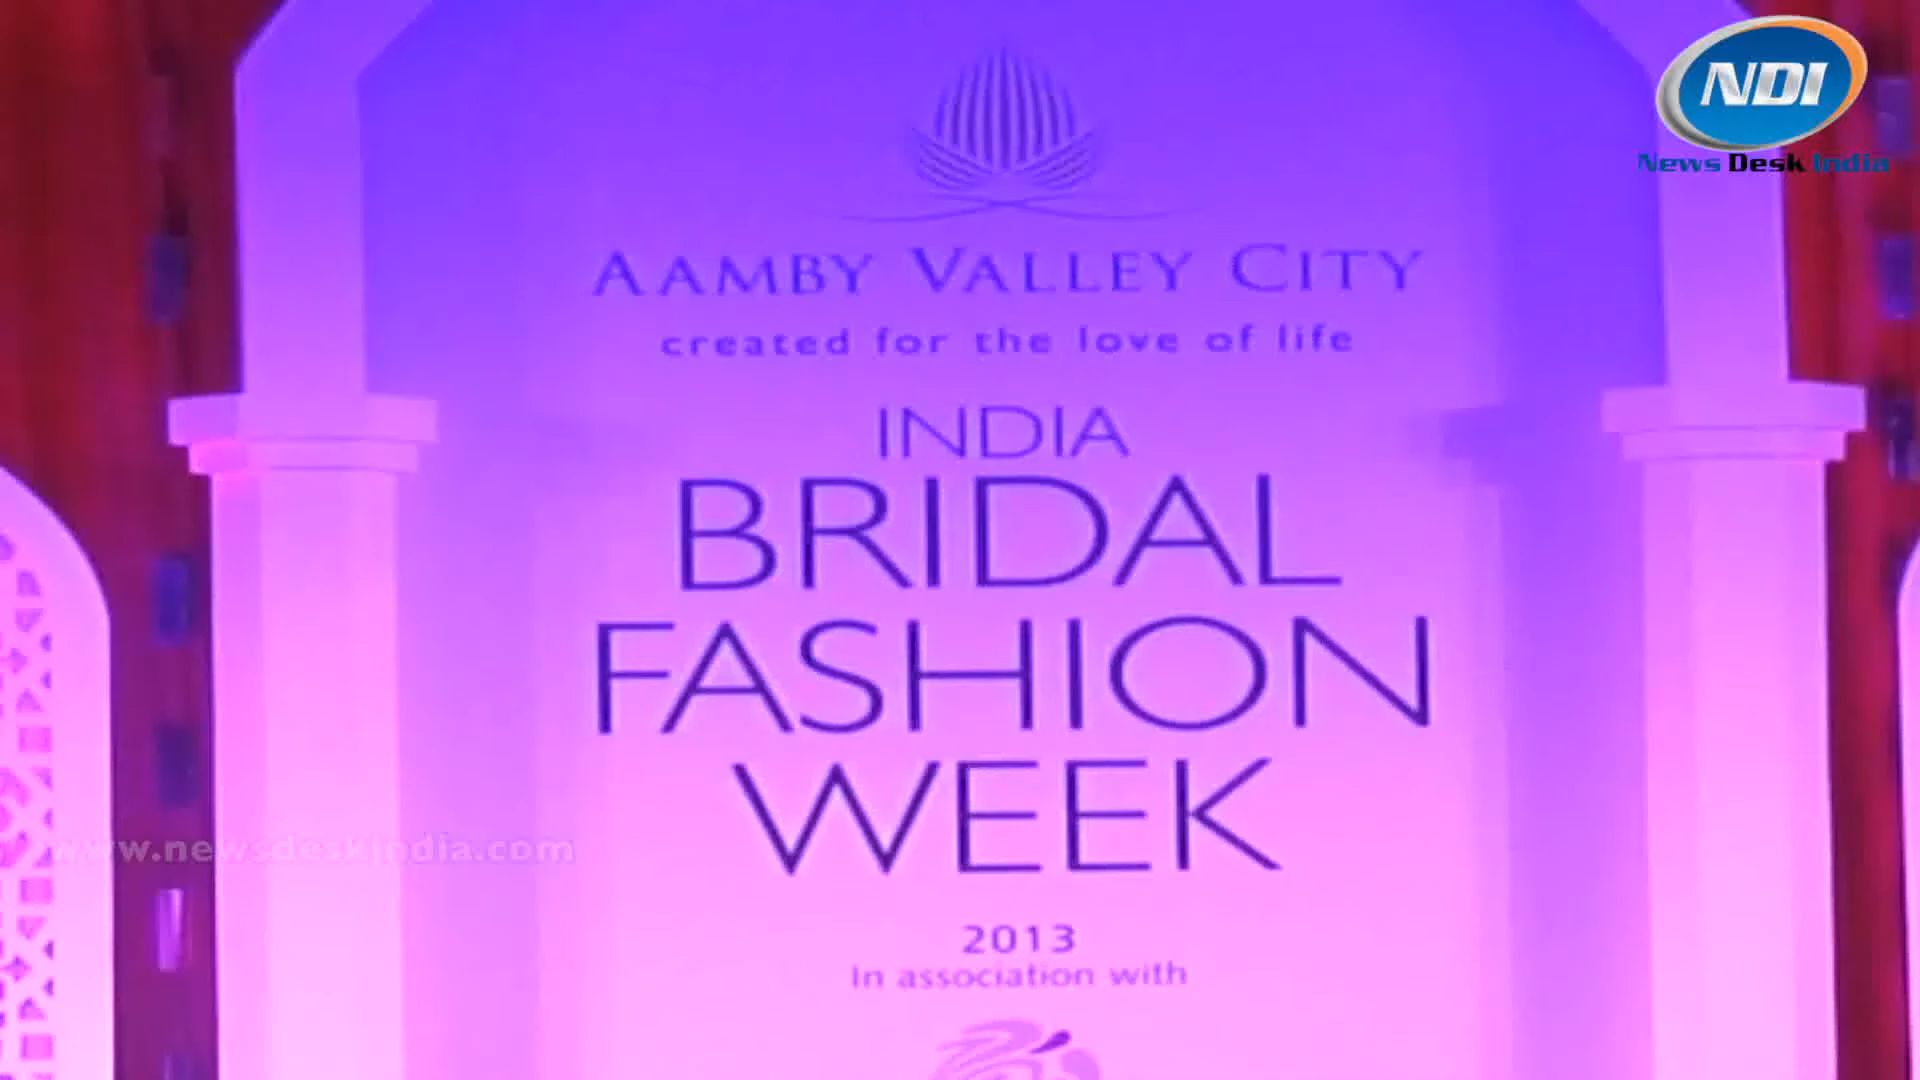 NDI
News Desk India
AAMBY VALLEY CITY
created for the love of life
INDIA
BRIDAL
FASHION
WEEK
www.newsdeskindia.com
2013
In association with